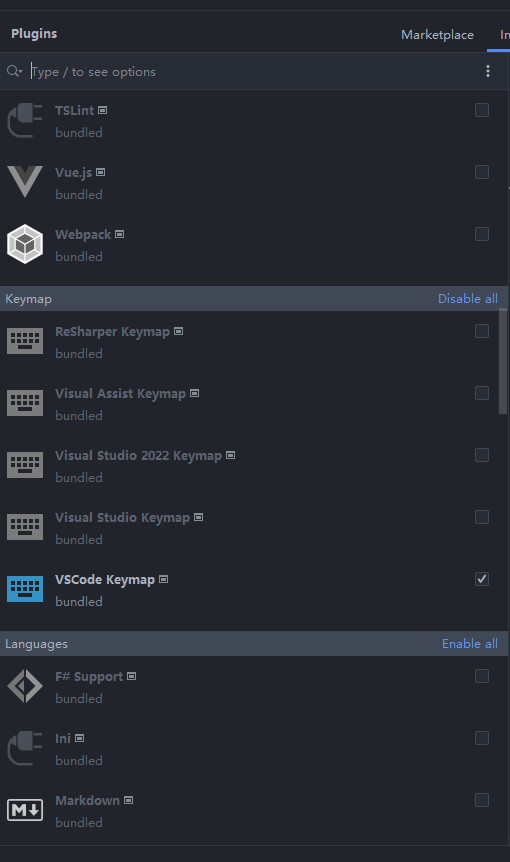 Plugins
Marketplace
In
Type / to see options
TSLint
bundled
Vue.js
bundled
Webpack
bundled
Keymap
Disable all
ReSharper Keymap
bundled
Visual Assist Keymap
bundled
Visual Studio 2022 Keymap
bundled
Visual Studio Keymap
bundled
VSCode Keymap
bundled
Languages
Enable all
F# Support
bundled
Ini
bundled
M
Markdown
bundled